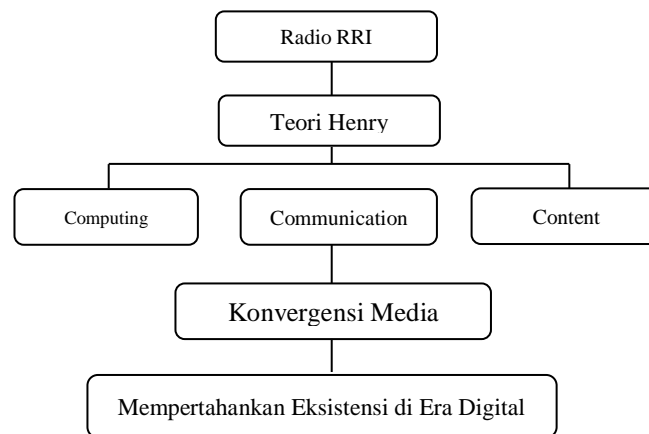 Radio RRI
Teori Henry
Computing
Communication
Content
Konvergensi Media
Mempertahankan Eksistensi di Era Digital